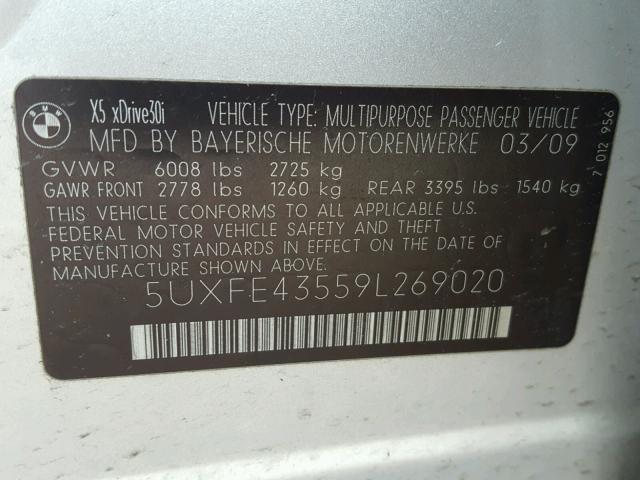 BMW
X5 xDrive30i VEHICLE TYPE: MULTIPURPOSE PASSENGER VEHICLE
MFD BY BAYERISCHE MOTORENWERKE 03/09
GVWR 6008 lbs 2725 kg
GAWR FRONT 2778 lbs 1260 kg REAR 3395 lbs 1540 kg
THIS VEHICLE CONFORMS TO ALL APPLICABLE U.S.
FEDERAL MOTOR VEHICLE SAFETY AND THEFT
PREVENTION STANDARDS IN EFFECT ON THE DATE OF
MANUFACTURE SHOWN ABOVE.
5UXFE43559L269020
7 012 956